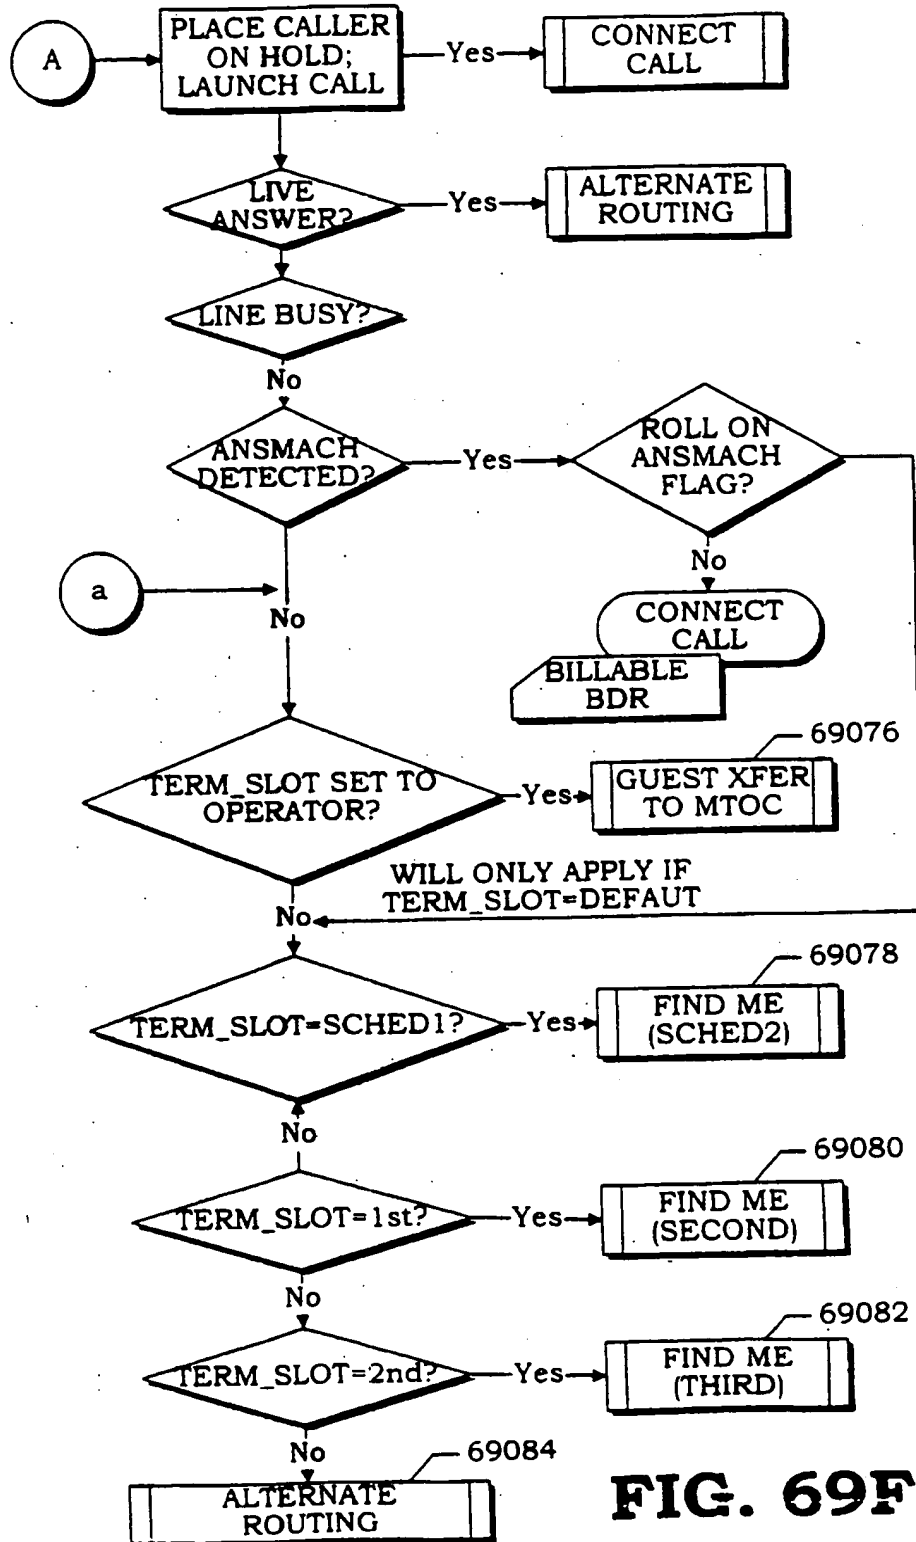 A
PLACE CALLER
ON HOLD;
LAUNCH CALL
Yes
CONNECT
CALL
LIVE
ANSWER?
Yes
ALTERNATE
ROUTING
LINE BUSY?
No
ANSMACH
DETECTED?
Yes
ROLL ON
ANSMACH
FLAG?
No
CONNECT
CALL
BILLABLE
BDR
a
No
69076
TERM_SLOT SET TO
OPERATOR?
Yes
GUEST XFER
TO MTOC
WILL ONLY APPLY IF
TERM_SLOT=DEFAUT
No
69078
TERM_SLOT=SCHED1?
Yes
FIND ME
(SCHED2)
No
69080
TERM_SLOT=1st?
Yes
FIND ME
(SECOND)
No
69082
TERM_SLOT=2nd?
Yes
FIND ME
(THIRD)
No
69084
ALTERNATE
ROUTING
FIG. 69F